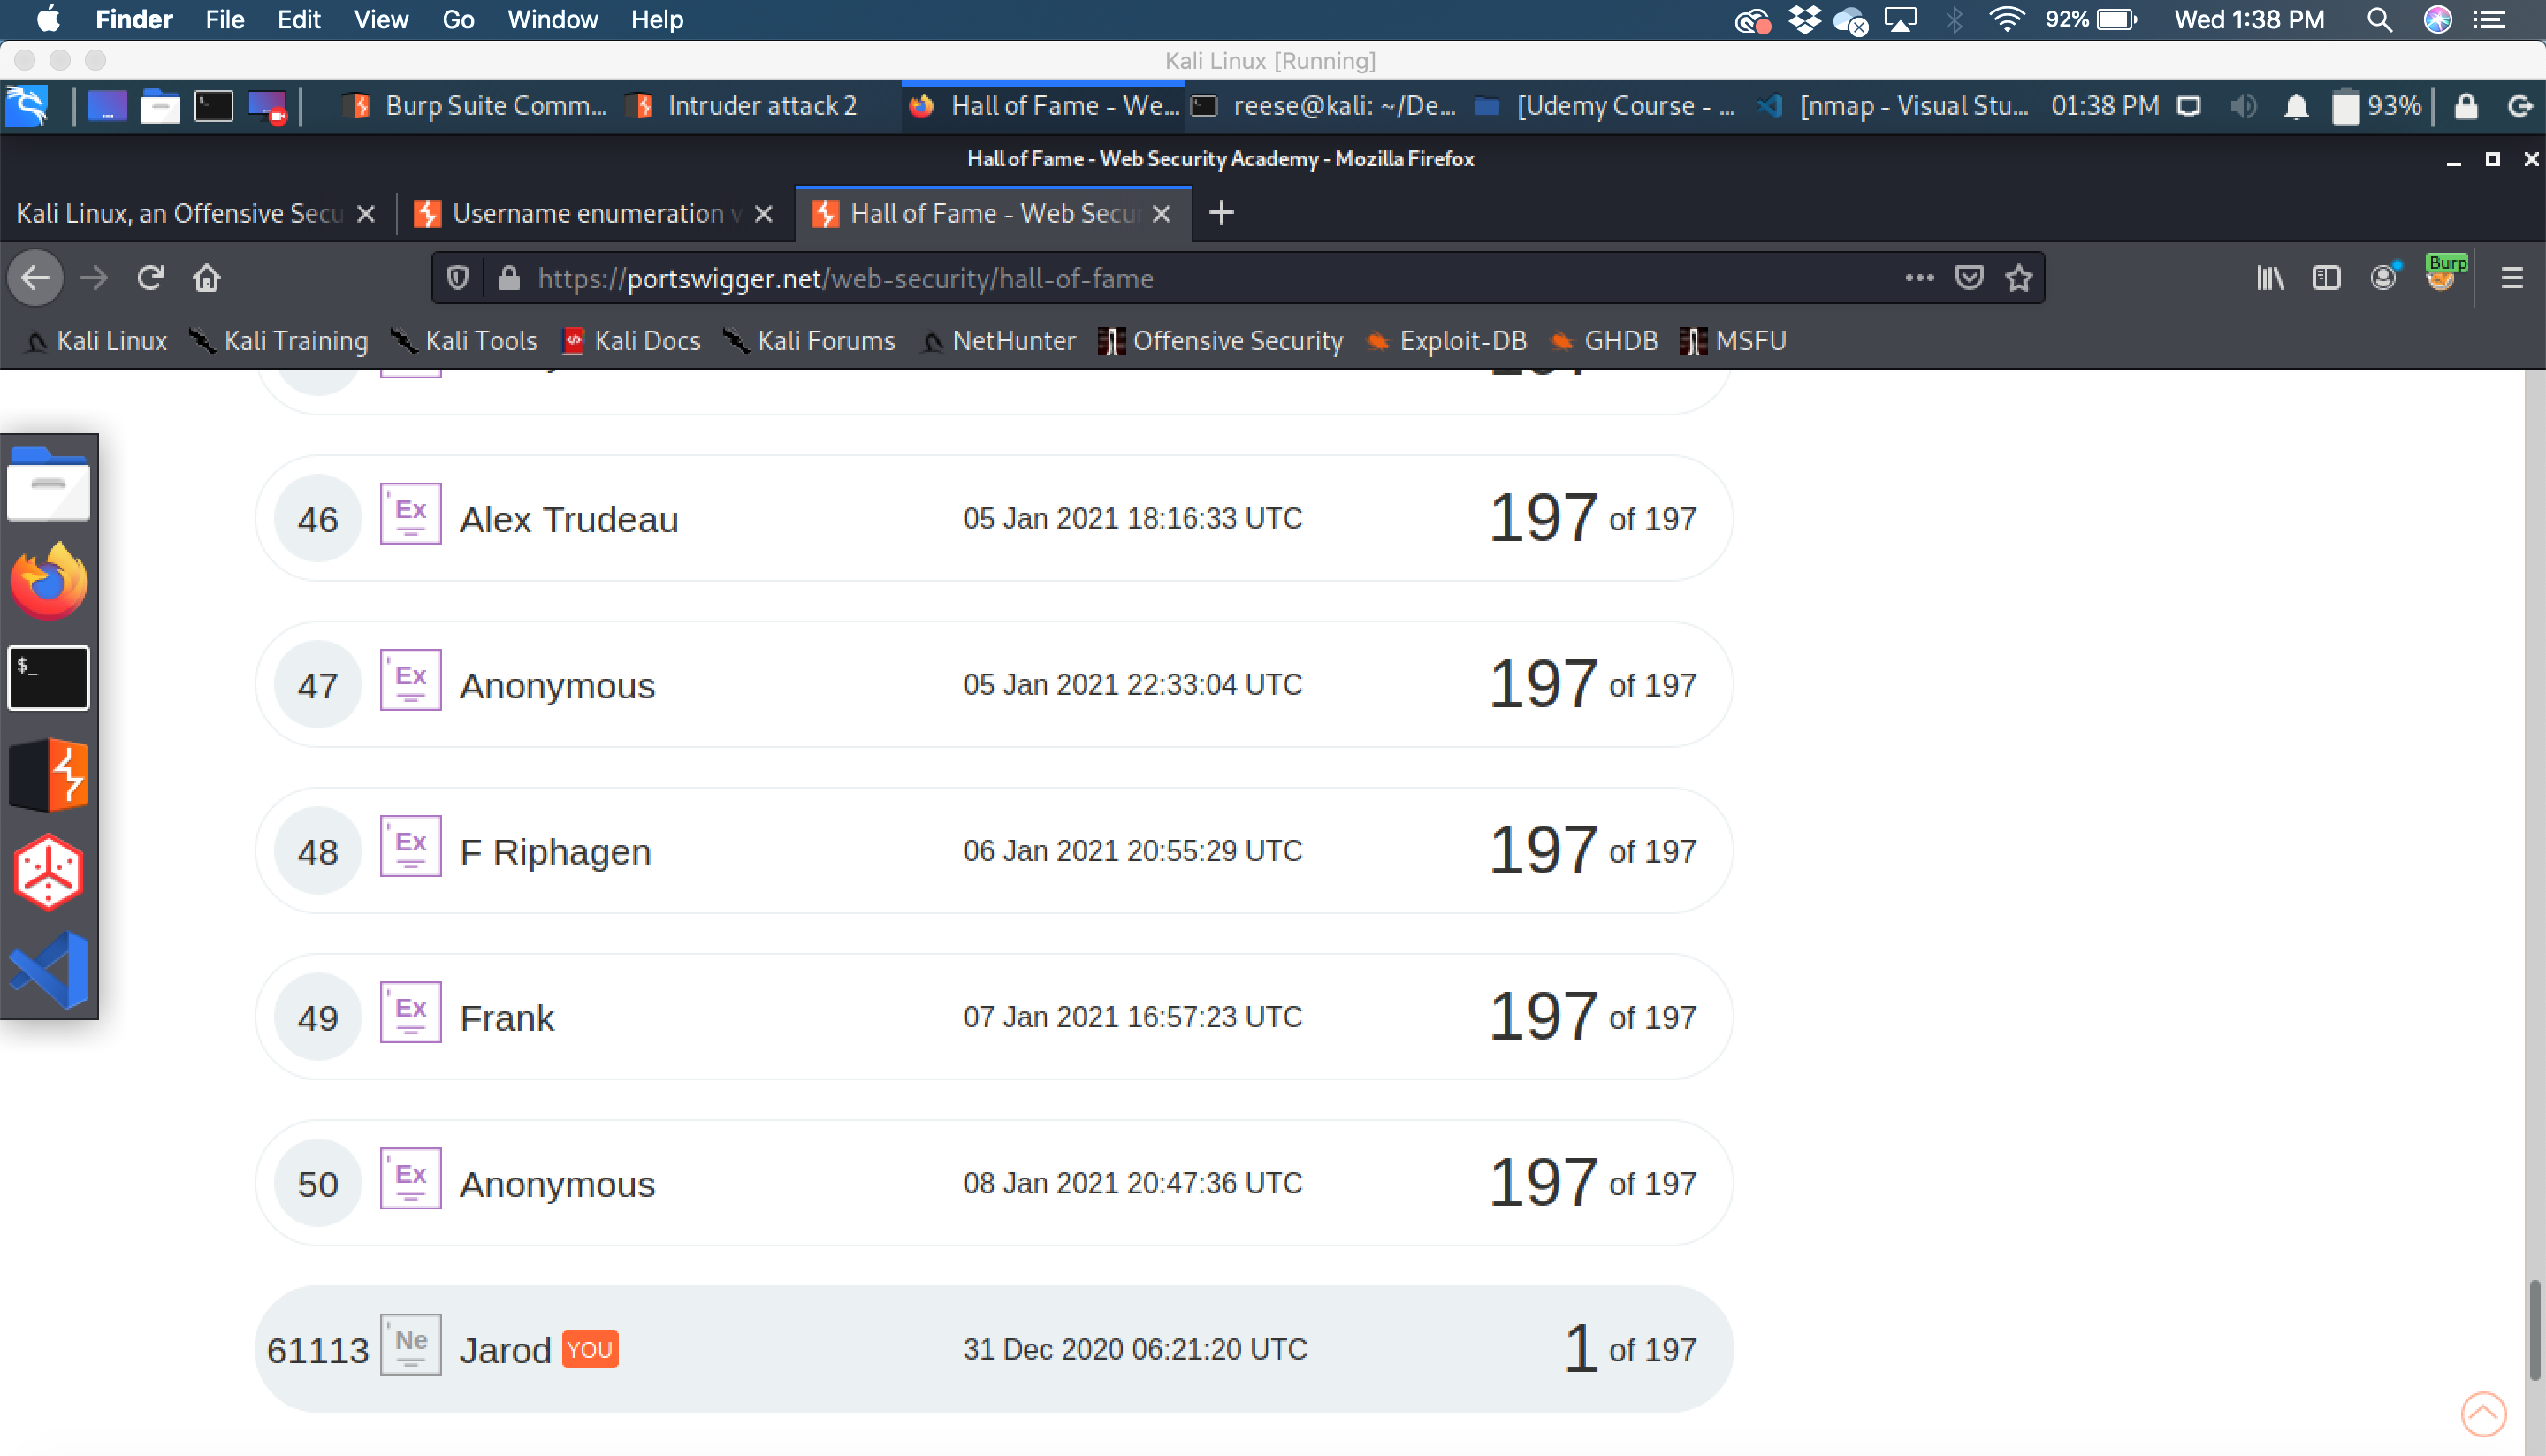 Finder File Edit View Go Window Help 92% Wed 1:38 PM
Kali Linux [Running]
Burp Suite Comm... Intruder attack 2 Hall of Fame - We... reese@kali: ~/De... [Udemy Course - ... [nmap - Visual Stu... 01:38 PM 93%
Hall of Fame - Web Security Academy - Mozilla Firefox
Kali Linux, an Offensive Secu Username enumeration v Hall of Fame - Web Secu
https://portswigger.net/web-security/hall-of-fame Burp
Kali Linux Kali Training Kali Tools Kali Docs Kali Forums NetHunter Offensive Security Exploit-DB GHDB MSFU
46 Ex Alex Trudeau 05 Jan 2021 18:16:33 UTC 197 of 197
47 Ex Anonymous 05 Jan 2021 22:33:04 UTC 197 of 197
48 Ex F Riphagen 06 Jan 2021 20:55:29 UTC 197 of 197
49 Ex Frank 07 Jan 2021 16:57:23 UTC 197 of 197
50 Ex Anonymous 08 Jan 2021 20:47:36 UTC 197 of 197
61113 Ne Jarod YOU 31 Dec 2020 06:21:20 UTC 1 of 197